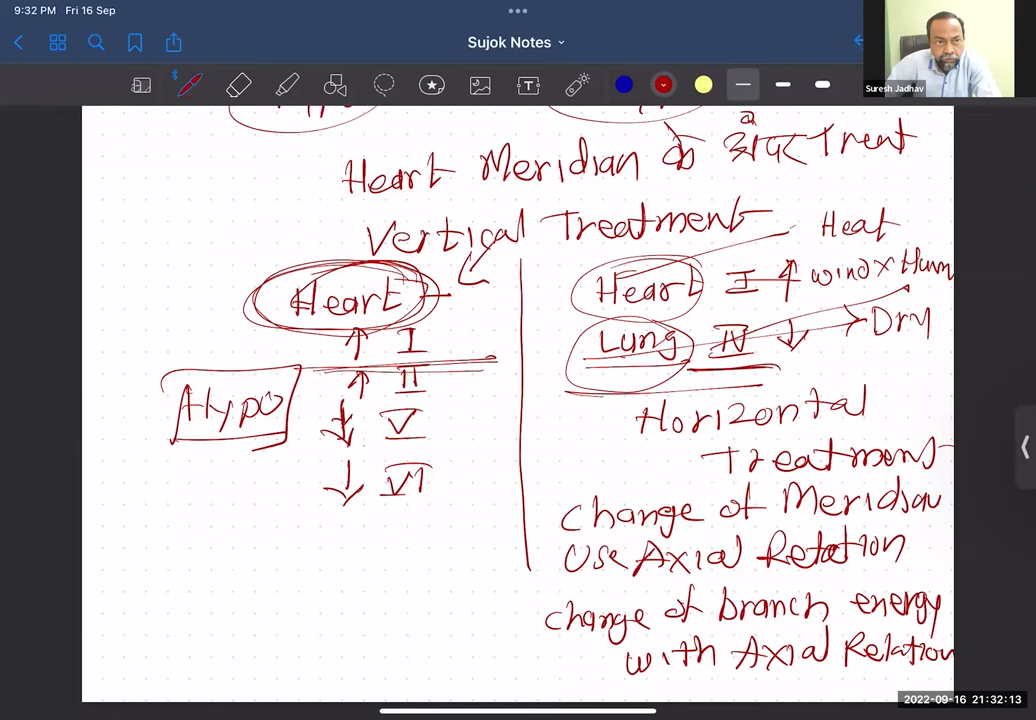 9:32 PM Fri 16 Sep
Sujok Notes
Suresh Jadhav
T
Heart Meridian के अंदर Treat
Vertical Treatment
Heart
↑ I
↑ II
Ahypo
↓ V
↓ VI
Heat
Heart I ↑ wind x Hum
Lung IV ↓ Dry
Horizontal
Treatment
Change of Meridian
Use Axial Relation
change of branch energy
with Axial Relation
2022-09-16 21:32:13